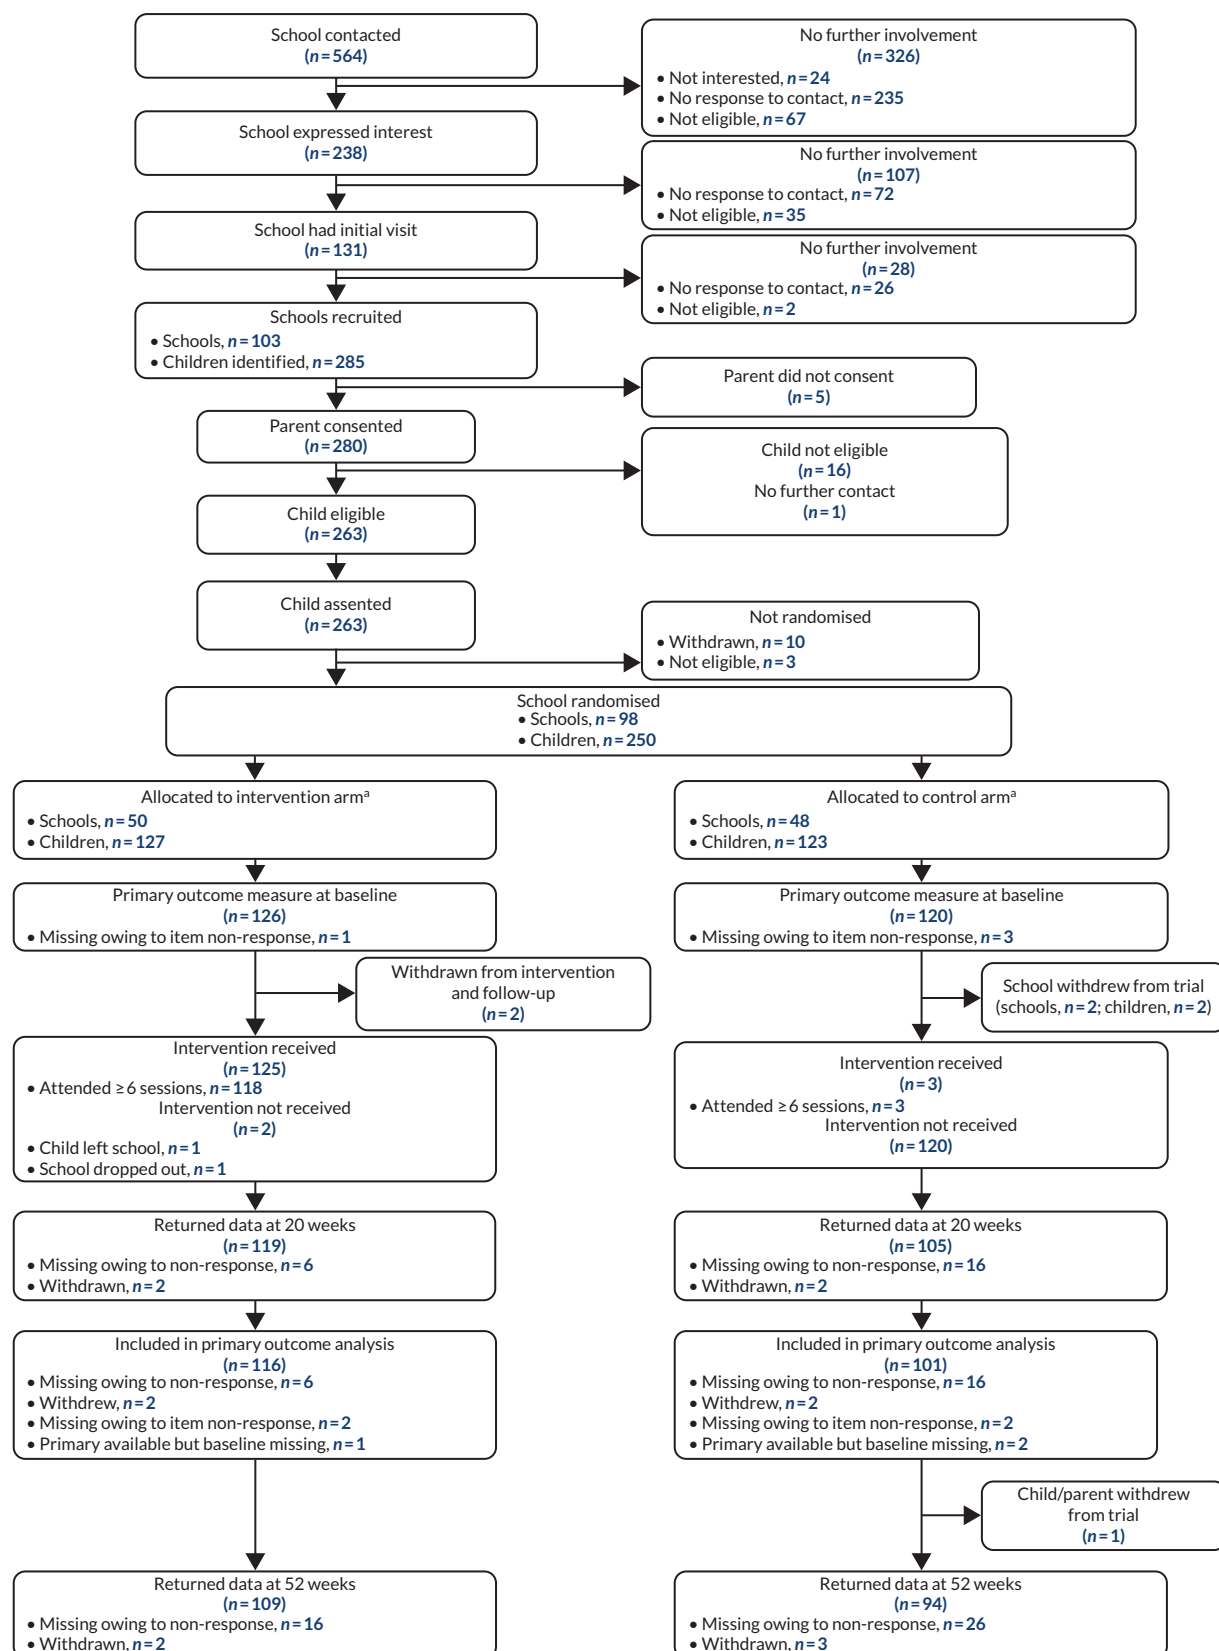 School contacted
(n=564)
No further involvement
(n=326)
• Not interested, n=24
• No response to contact, n=235
• Not eligible, n=67
School expressed interest
(n=238)
No further involvement
(n=107)
• No response to contact, n=72
• Not eligible, n=35
School had initial visit
(n=131)
No further involvement
(n=28)
• No response to contact, n=26
• Not eligible, n=2
Schools recruited
• Schools, n=103
• Children identified, n=285
Parent did not consent
(n=5)
Parent consented
(n=280)
Child not eligible
(n=16)
No further contact
(n=1)
Child eligible
(n=263)
Child assented
(n=263)
Not randomised
• Withdrawn, n=10
• Not eligible, n=3
School randomised
• Schools, n=98
• Children, n=250
Allocated to intervention armᵃ
• Schools, n=50
• Children, n=127
Allocated to control armᵃ
• Schools, n=48
• Children, n=123
Primary outcome measure at baseline
(n=126)
• Missing owing to item non-response, n=1
Primary outcome measure at baseline
(n=120)
• Missing owing to item non-response, n=3
Withdrawn from intervention
and follow-up
(n=2)
School withdrew from trial
(schools, n=2; children, n=2)
Intervention received
(n=125)
• Attended ≥6 sessions, n=118
Intervention not received
(n=2)
• Child left school, n=1
• School dropped out, n=1
Intervention received
(n=3)
• Attended ≥6 sessions, n=3
Intervention not received
(n=120)
Returned data at 20 weeks
(n=119)
• Missing owing to non-response, n=6
• Withdrawn, n=2
Returned data at 20 weeks
(n=105)
• Missing owing to non-response, n=16
• Withdrawn, n=2
Included in primary outcome analysis
(n=116)
• Missing owing to non-response, n=6
• Withdrew, n=2
• Missing owing to item non-response, n=2
• Primary available but baseline missing, n=1
Included in primary outcome analysis
(n=101)
• Missing owing to non-response, n=16
• Withdrew, n=2
• Missing owing to item non-response, n=2
• Primary available but baseline missing, n=2
Child/parent withdrew
from trial
(n=1)
Returned data at 52 weeks
(n=109)
• Missing owing to non-response, n=16
• Withdrawn, n=2
Returned data at 52 weeks
(n=94)
• Missing owing to non-response, n=26
• Withdrawn, n=3